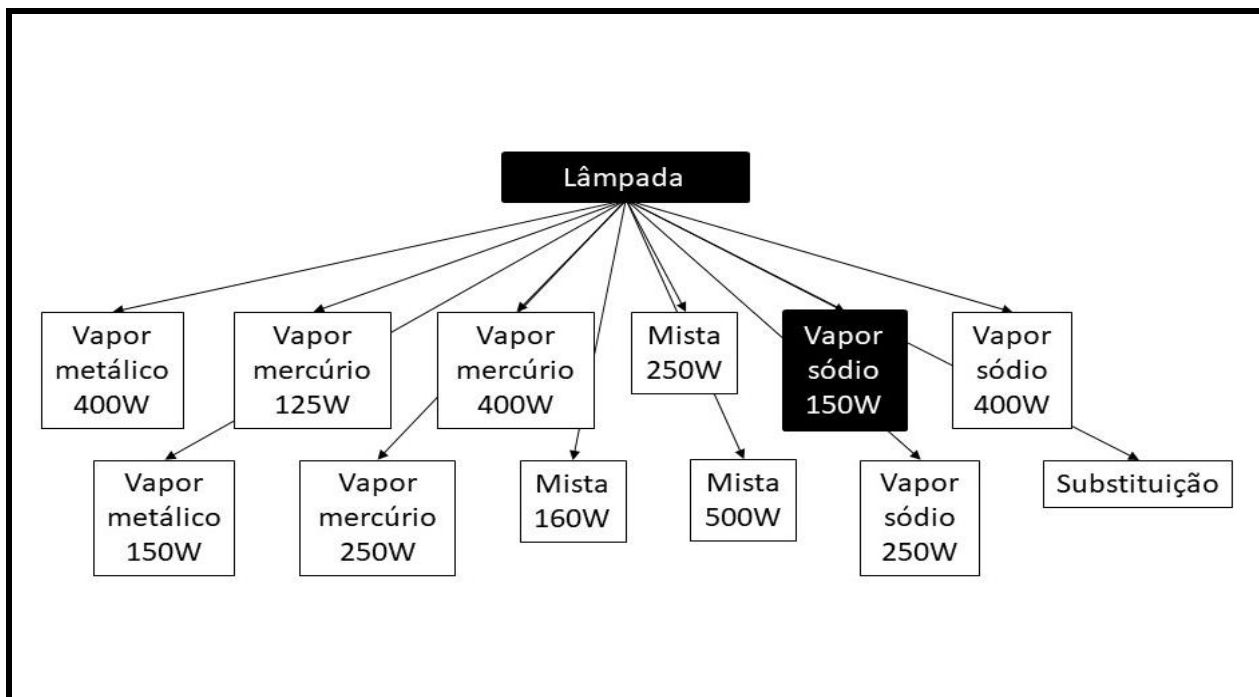 Lâmpada
Vapor
metálico
400W
Vapor
mercúrio
125W
Vapor
mercúrio
400W
Mista
250W
Vapor
sódio
150W
Vapor
sódio
400W
Vapor
metálico
150W
Vapor
mercúrio
250W
Mista
160W
Mista
500W
Vapor
sódio
250W
Substituição